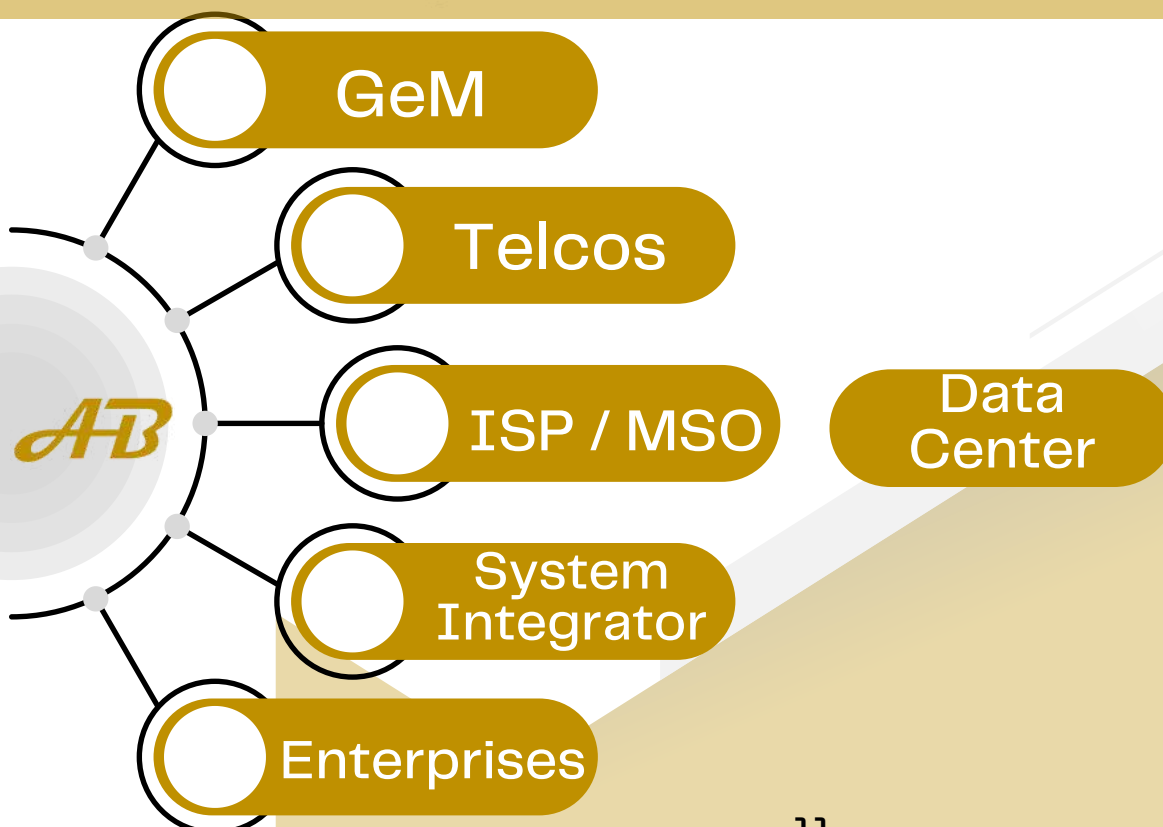 GeM
Telcos
ISP / MSO
Data
Center
AB
System
Integrator
Enterprises